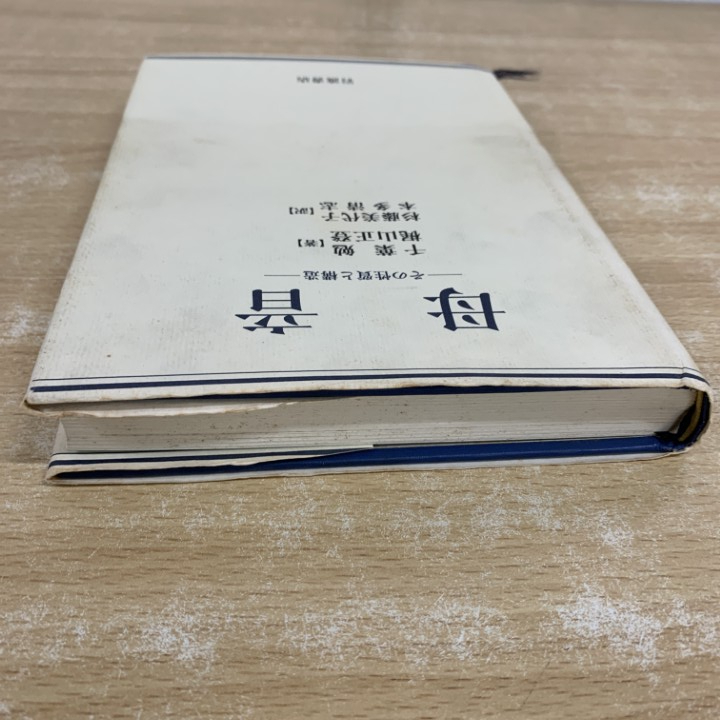 母音
―その性質と構造―
千葉 勉
梶山正登【著】
杉藤美代子
本多清志【訳】
岩波書店